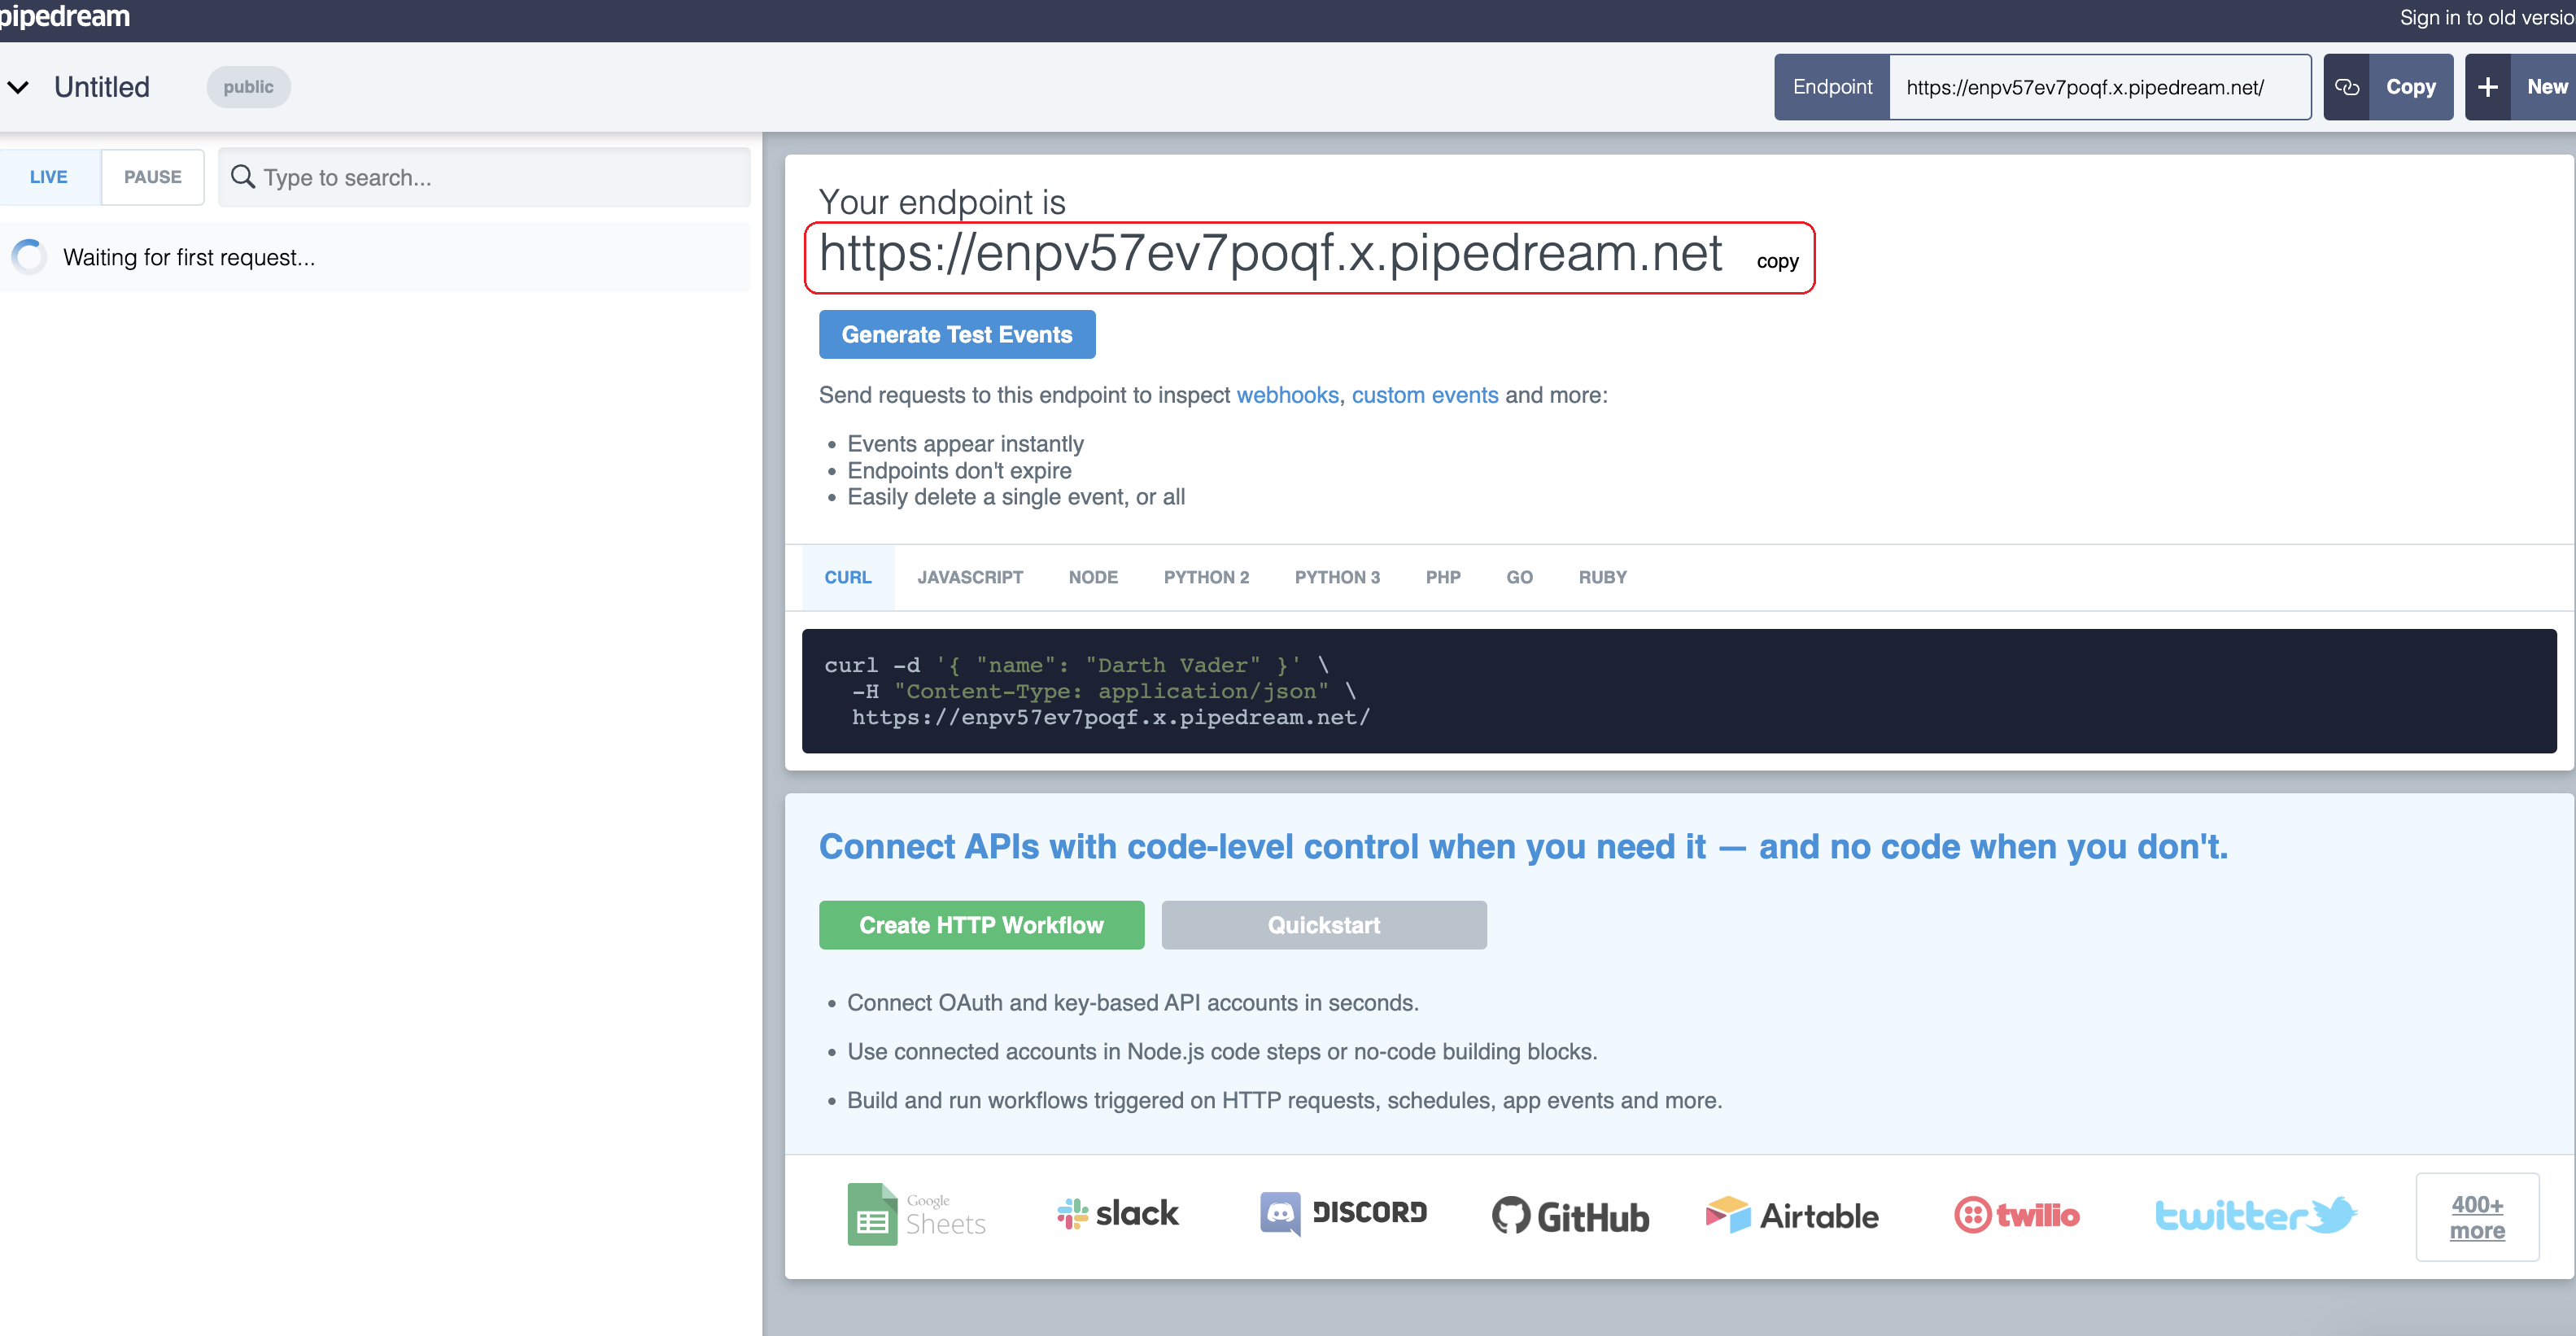 pipedream
Sign in to old versio
Untitled
public
Endpoint
https://enpv57ev7poqf.x.pipedream.net/
Copy
New
LIVE
PAUSE
Type to search...
Waiting for first request...
Your endpoint is
https://enpv57ev7poqf.x.pipedream.net copy
Generate Test Events
Send requests to this endpoint to inspect webhooks, custom events and more:
• Events appear instantly
• Endpoints don't expire
• Easily delete a single event, or all
CURL JAVASCRIPT NODE PYTHON 2 PYTHON 3 PHP GO RUBY
curl -d '{ "name": "Darth Vader" }' \
-H "Content-Type: application/json" \
https://enpv57ev7poqf.x.pipedream.net/
Connect APIs with code-level control when you need it — and no code when you don't.
Create HTTP Workflow
Quickstart
• Connect OAuth and key-based API accounts in seconds.
• Use connected accounts in Node.js code steps or no-code building blocks.
• Build and run workflows triggered on HTTP requests, schedules, app events and more.
Google
Sheets
slack
DISCORD
GitHub
Airtable
twilio
twitter
400+
more